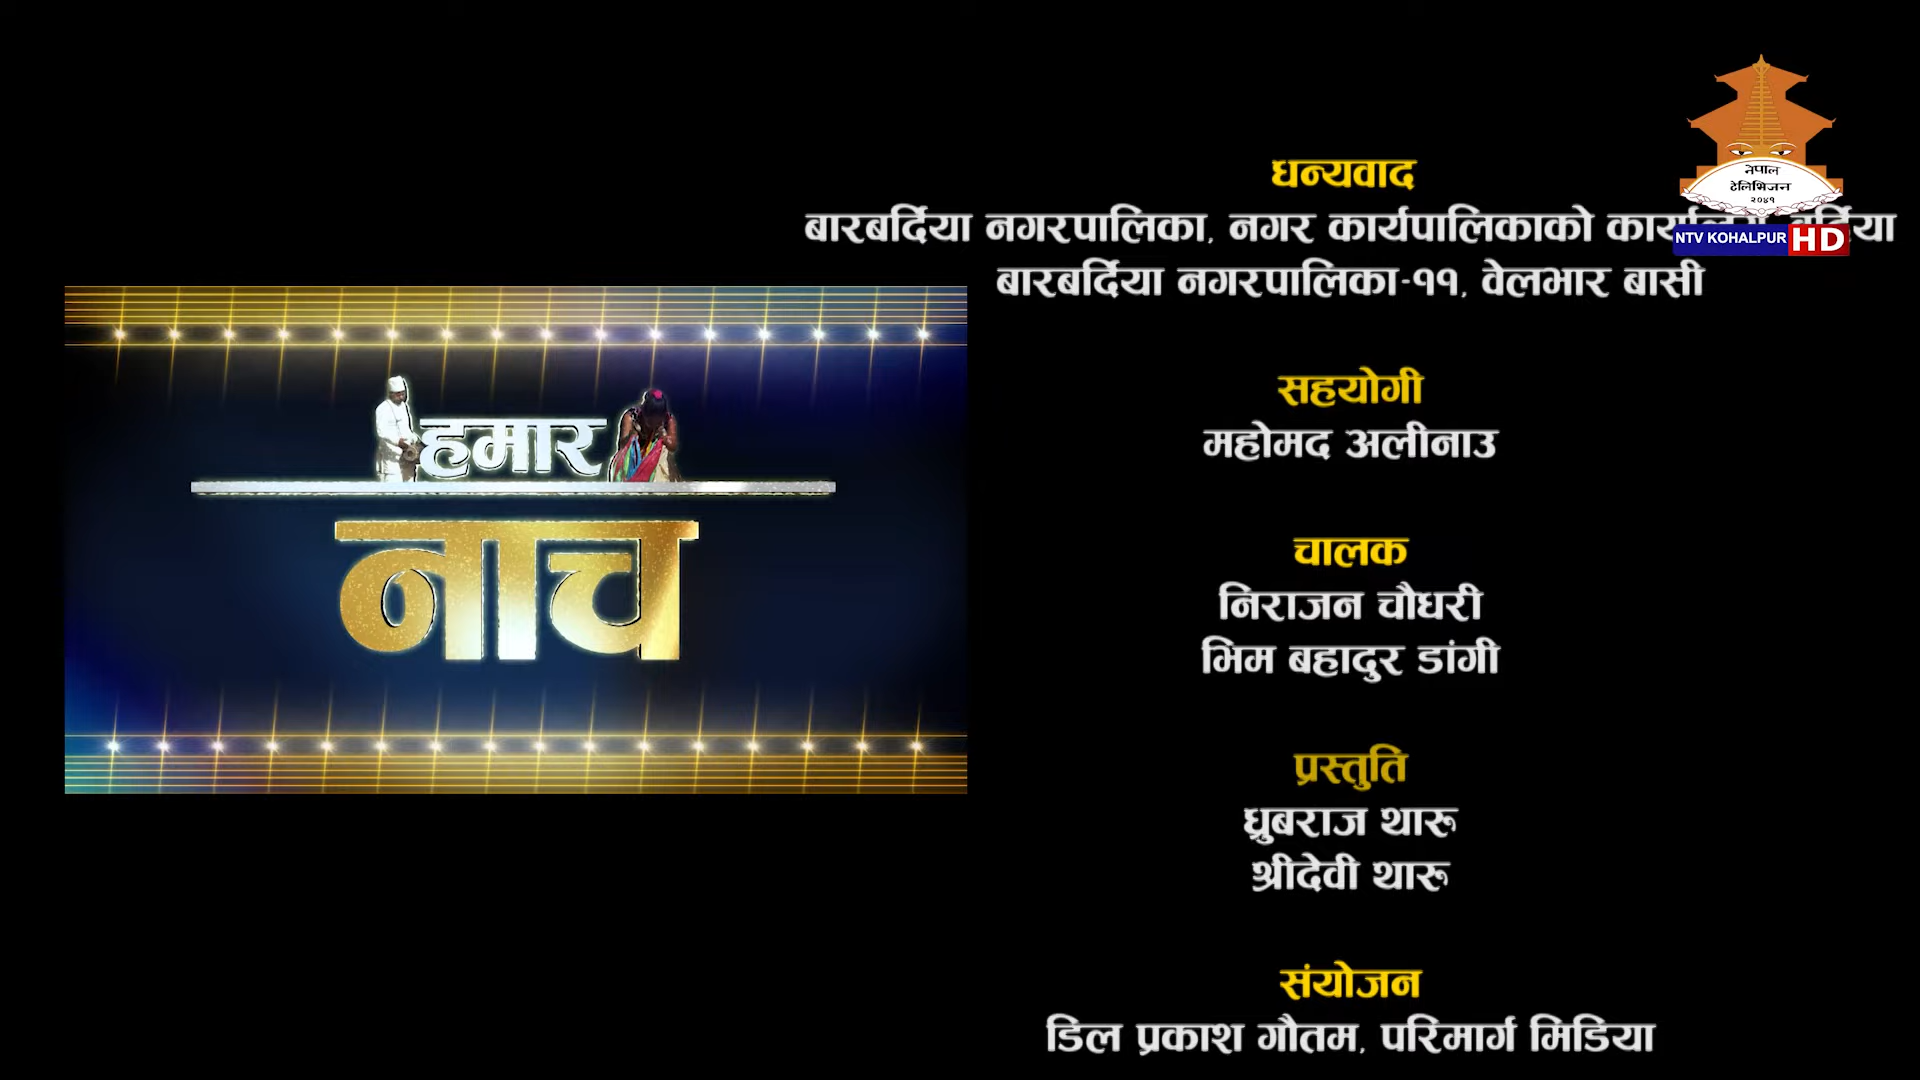 हमार
नाच
धन्यवाद
बारबर्दिया नगरपालिका, नगर कार्यपालिकाको
बारबर्दिया नगरपालिका-११, वेलभार बासी
सहयोगी
महोमद अलीनाउ
चालक
निराजन चौधरी
भिम बहादुर डांगी
प्रस्तुति
ध्रुबराज थारू
श्रीदेवी थारू
संयोजन
डिल प्रकाश गौतम, परिमार्ग मिडिया
नेपाल
टेलिभिजन
२०४१
NTV KOHALPUR HD